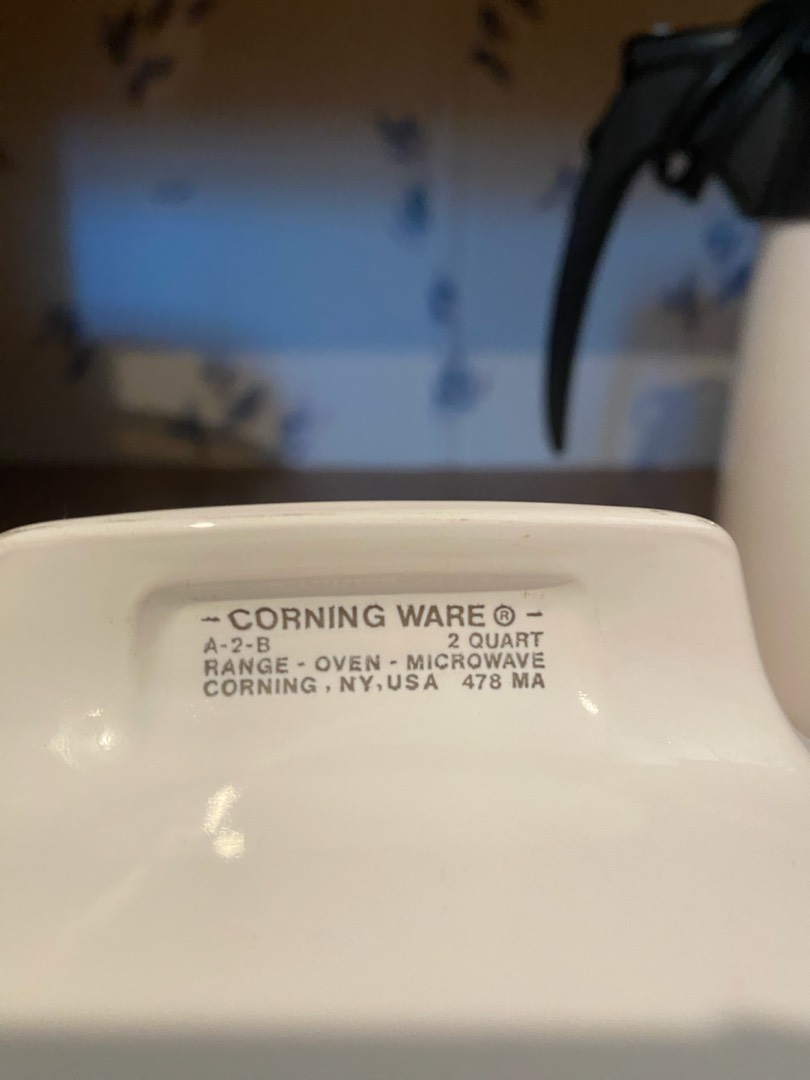 CORNING WARE ®
A-2-B 2 QUART
RANGE - OVEN - MICROWAVE
CORNING, NY, USA 478 MA